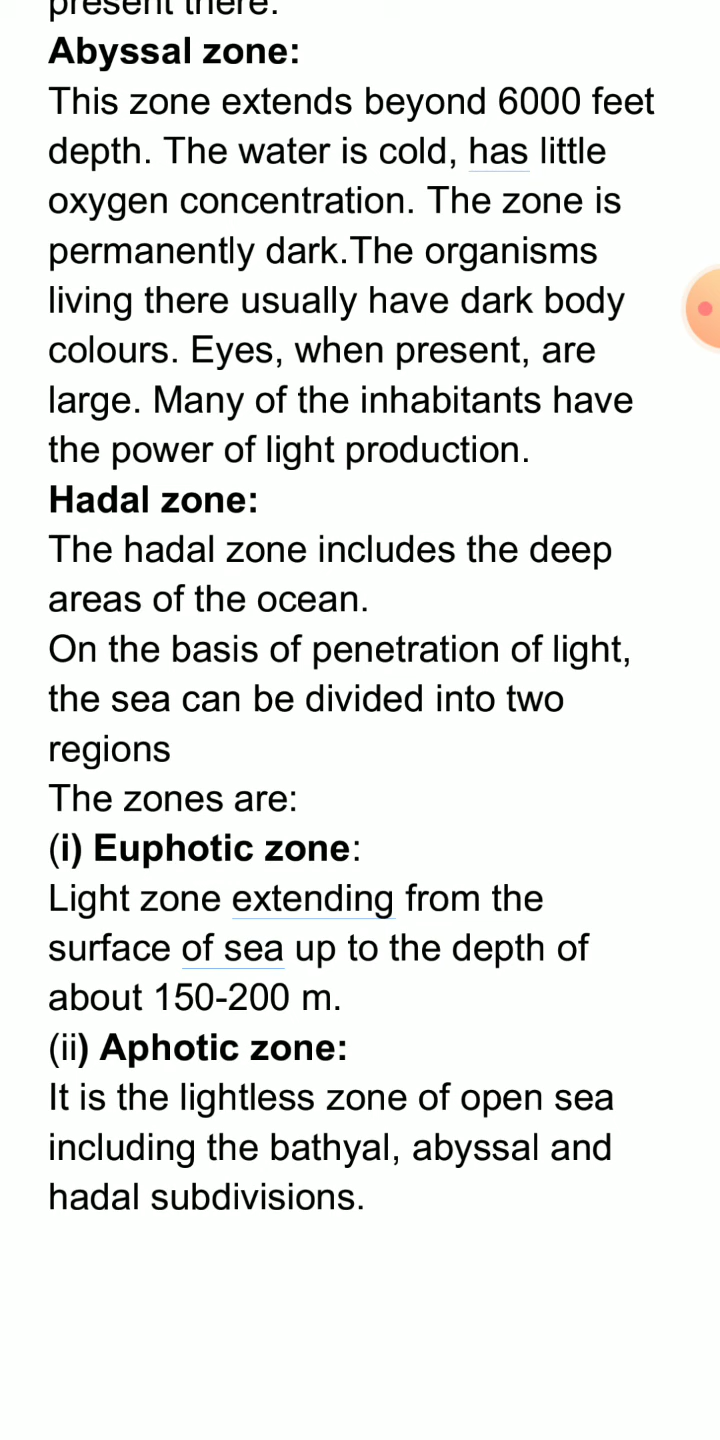 present there.
Abyssal zone:
This zone extends beyond 6000 feet
depth. The water is cold, has little
oxygen concentration. The zone is
permanently dark.The organisms
living there usually have dark body
colours. Eyes, when present, are
large. Many of the inhabitants have
the power of light production.
Hadal zone:
The hadal zone includes the deep
areas of the ocean.
On the basis of penetration of light,
the sea can be divided into two
regions
The zones are:
(i) Euphotic zone:
Light zone extending from the
surface of sea up to the depth of
about 150-200 m.
(ii) Aphotic zone:
It is the lightless zone of open sea
including the bathyal, abyssal and
hadal subdivisions.